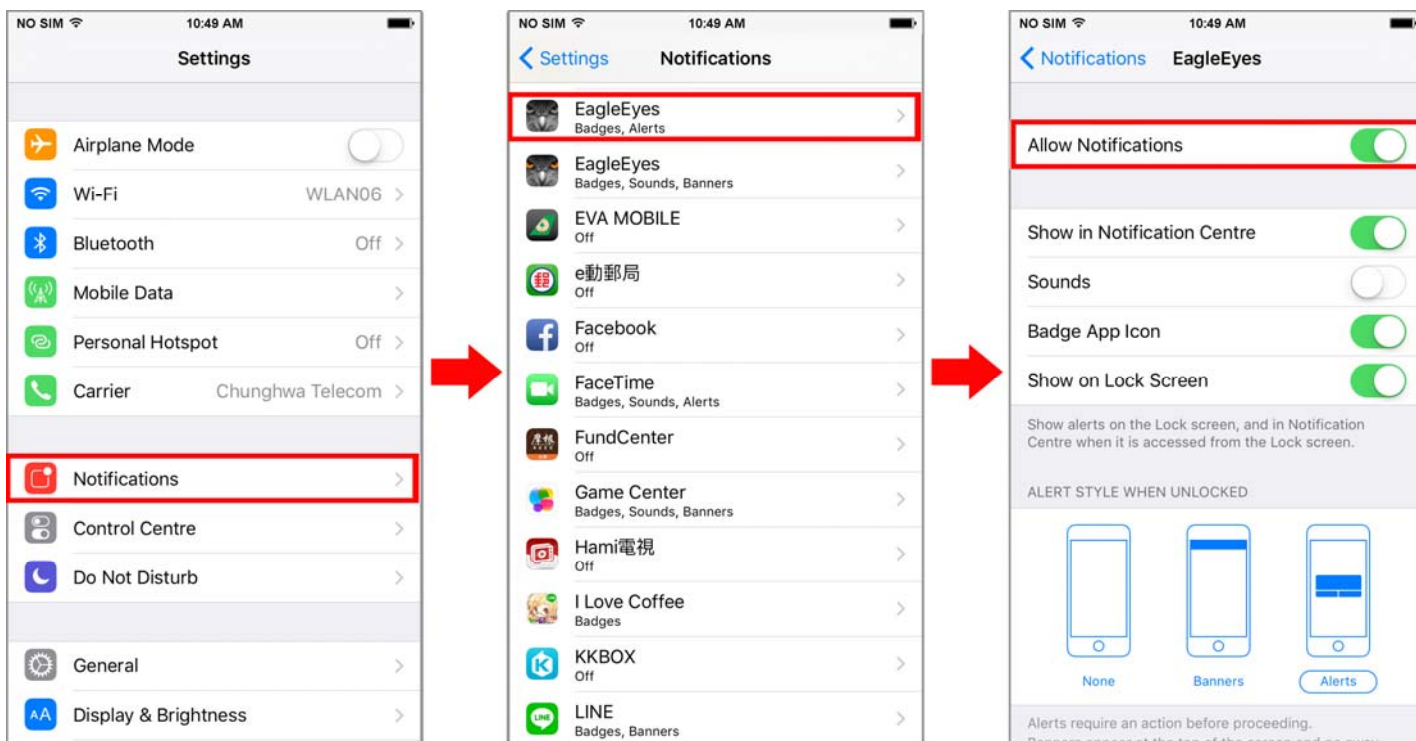 NO SIM 10:49 AM
Settings
Airplane Mode
Wi-Fi WLAN06
Bluetooth Off
Mobile Data
Personal Hotspot Off
Carrier Chunghwa Telecom
Notifications
Control Centre
Do Not Disturb
General
AA Display & Brightness
NO SIM 10:49 AM
Settings Notifications
EagleEyes
Badges, Alerts
EagleEyes
Badges, Sounds, Banners
EVA MOBILE
Off
郵 e動郵局
Off
Facebook
Off
FaceTime
Badges, Sounds, Alerts
FundCenter
Off
Game Center
Badges, Sounds, Banners
Hami電視
Off
I Love Coffee
Badges
KKBOX
Off
LINE LINE
Badges, Banners
NO SIM 10:49 AM
Notifications EagleEyes
Allow Notifications
Show in Notification Centre
Sounds
Badge App Icon
Show on Lock Screen
Show alerts on the Lock screen, and in Notification
Centre when it is accessed from the Lock screen.
ALERT STYLE WHEN UNLOCKED
None Banners Alerts
Alerts require an action before proceeding.